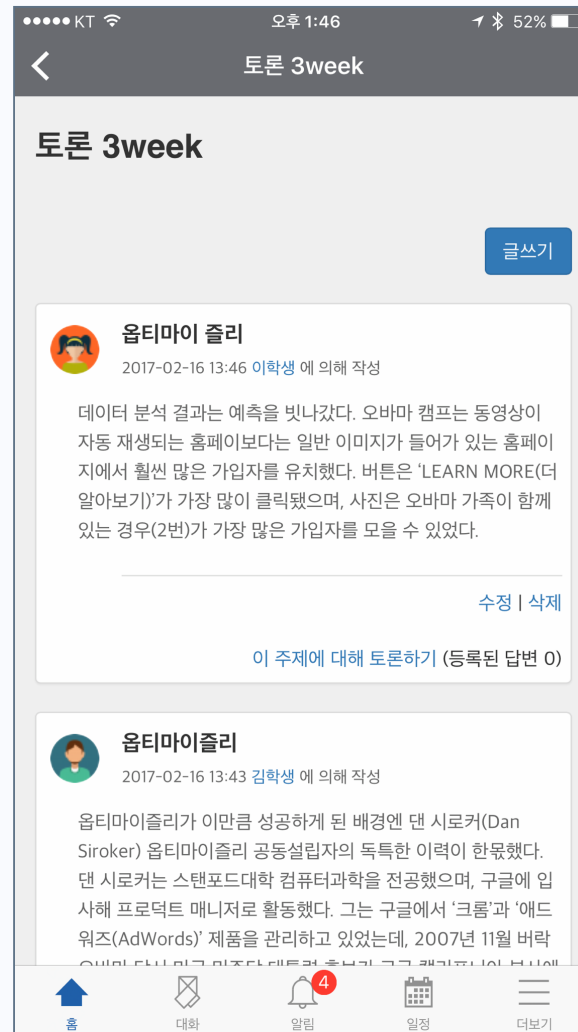 KT 오후 1:46 52%
토론 3week
토론 3week
글쓰기
옵티마이 즐리
2017-02-16 13:46 이학생 에 의해 작성
데이터 분석 결과는 예측을 빗나갔다. 오바마 캠프는 동영상이
자동 재생되는 홈페이보다는 일반 이미지가 들어가 있는 홈페이
지에서 훨씬 많은 가입자를 유치했다. 버튼은 ‘LEARN MORE(더
알아보기)’가 가장 많이 클릭됐으며, 사진은 오바마 가족이 함께
있는 경우(2번)가 가장 많은 가입자를 모을 수 있었다.
수정 | 삭제
이 주제에 대해 토론하기 (등록된 답변 0)
옵티마이즐리
2017-02-16 13:43 김학생 에 의해 작성
옵티마이즐리가 이만큼 성공하게 된 배경엔 댄 시로커(Dan
Siroker) 옵티마이즐리 공동설립자의 독특한 이력이 한몫했다.
댄 시로커는 스탠포드대학 컴퓨터과학을 전공했으며, 구글에 입
사해 프로덕트 매니저로 활동했다. 그는 구글에서 ‘크롬’과 ‘애드
워즈(AdWords)’ 제품을 관리하고 있었는데, 2007년 11월 버락
4
홈 대화 알림 일정 더보기